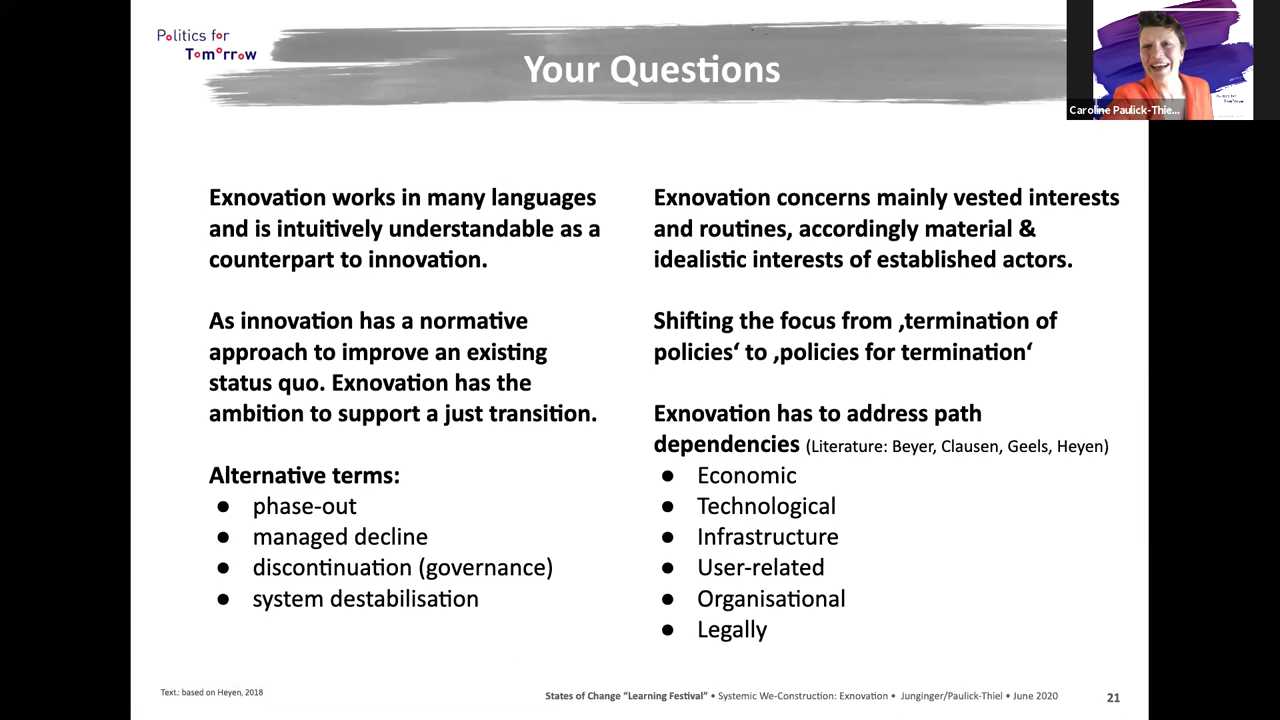 Politics for
Tomorrow
Your Questions
Caroline Paulick-Thie...
Exnovation works in many languages
and is intuitively understandable as a
counterpart to innovation.
As innovation has a normative
approach to improve an existing
status quo. Exnovation has the
ambition to support a just transition.
Alternative terms:
● phase-out
● managed decline
● discontinuation (governance)
● system destabilisation
Exnovation concerns mainly vested interests
and routines, accordingly material &
idealistic interests of established actors.
Shifting the focus from ‚termination of
policies‘ to ‚policies for termination‘
Exnovation has to address path
dependencies (Literature: Beyer, Clausen, Geels, Heyen)
● Economic
● Technological
● Infrastructure
● User-related
● Organisational
● Legally
Text.: based on Heyen, 2018
States of Change “Learning Festival” • Systemic We-Construction: Exnovation • Junginger/Paulick-Thiel • June 2020
21